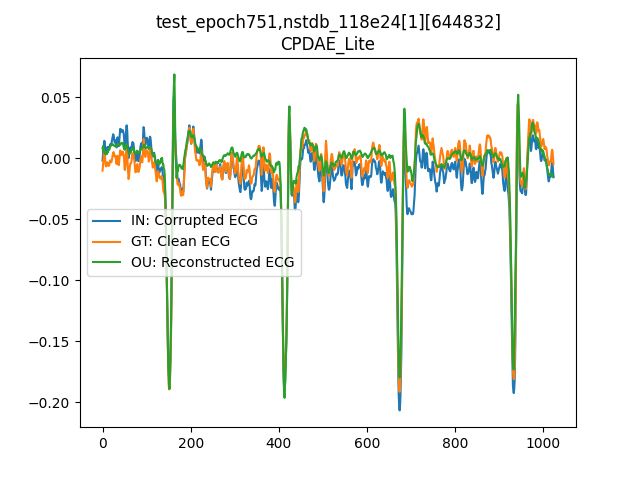 test_epoch751,nstdb_118e24[1][644832]
CPDAE_Lite
0.05
0.00
−0.05
−0.10
−0.15
−0.20
IN: Corrupted ECG
GT: Clean ECG
OU: Reconstructed ECG
0 200 400 600 800 1000